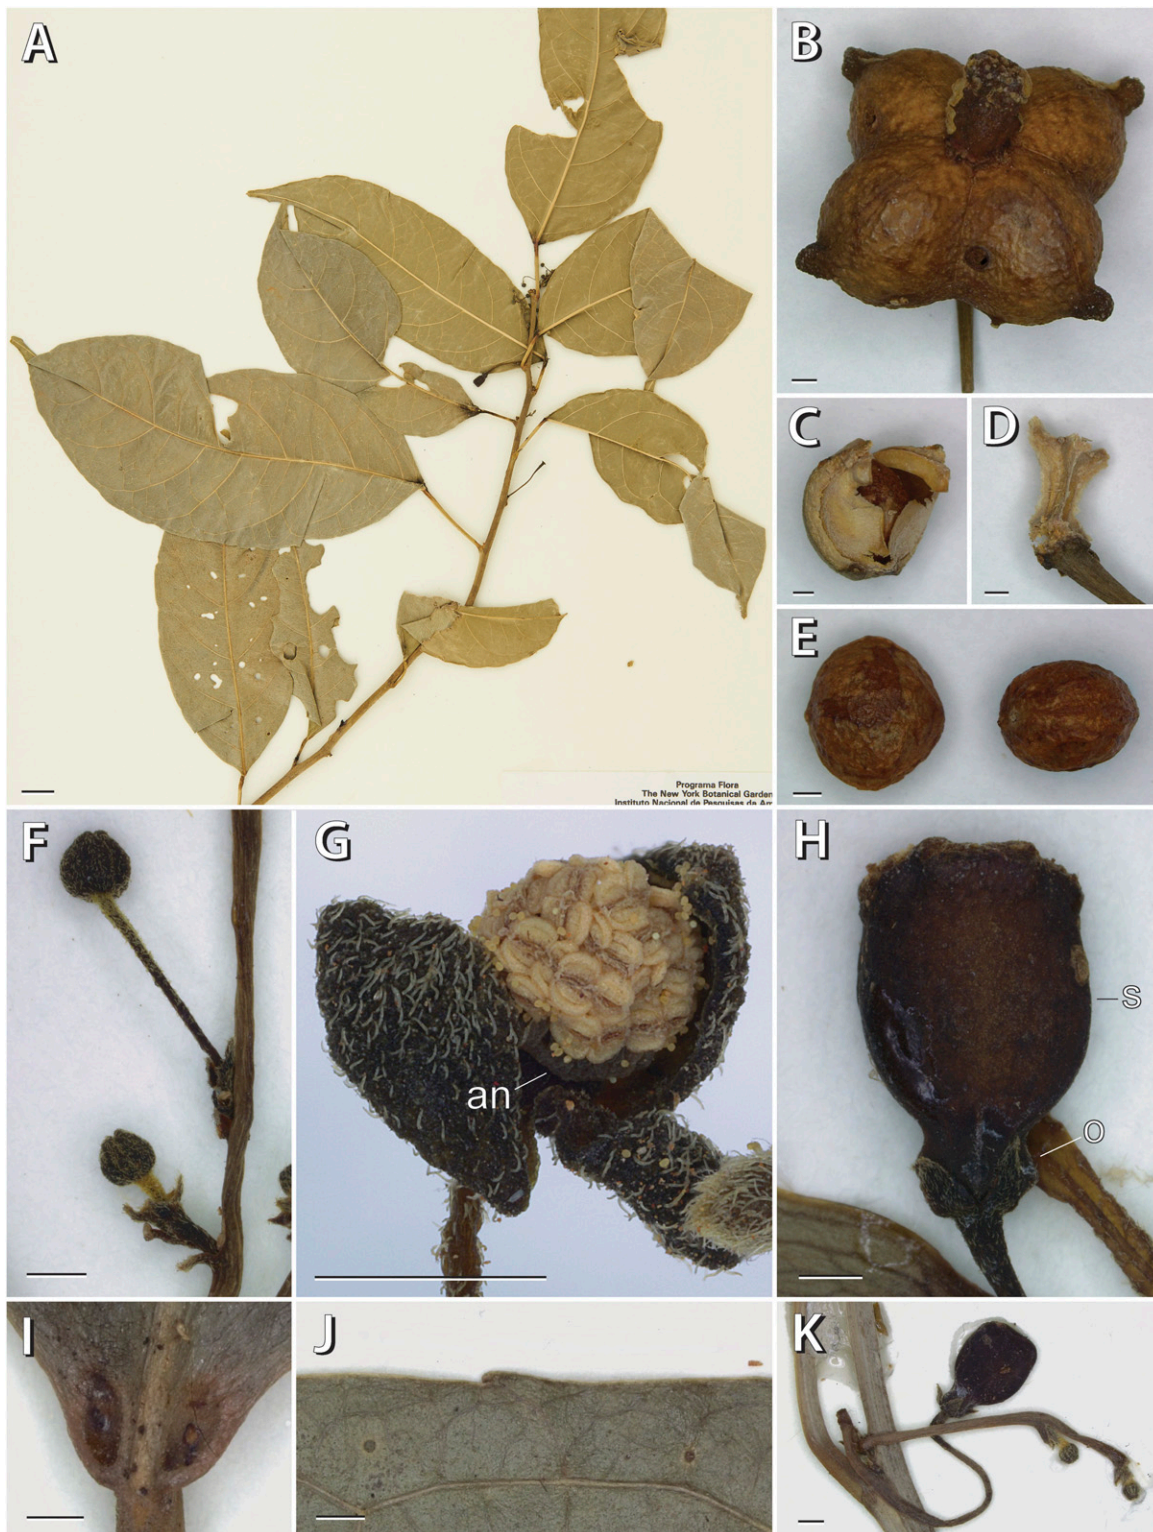 A
B
C
D
E
Programa Flora
The New York Botanical Garden
Instituto Nacional de Pesquisas da Am
F
G
H
an
s
o
I
J
K